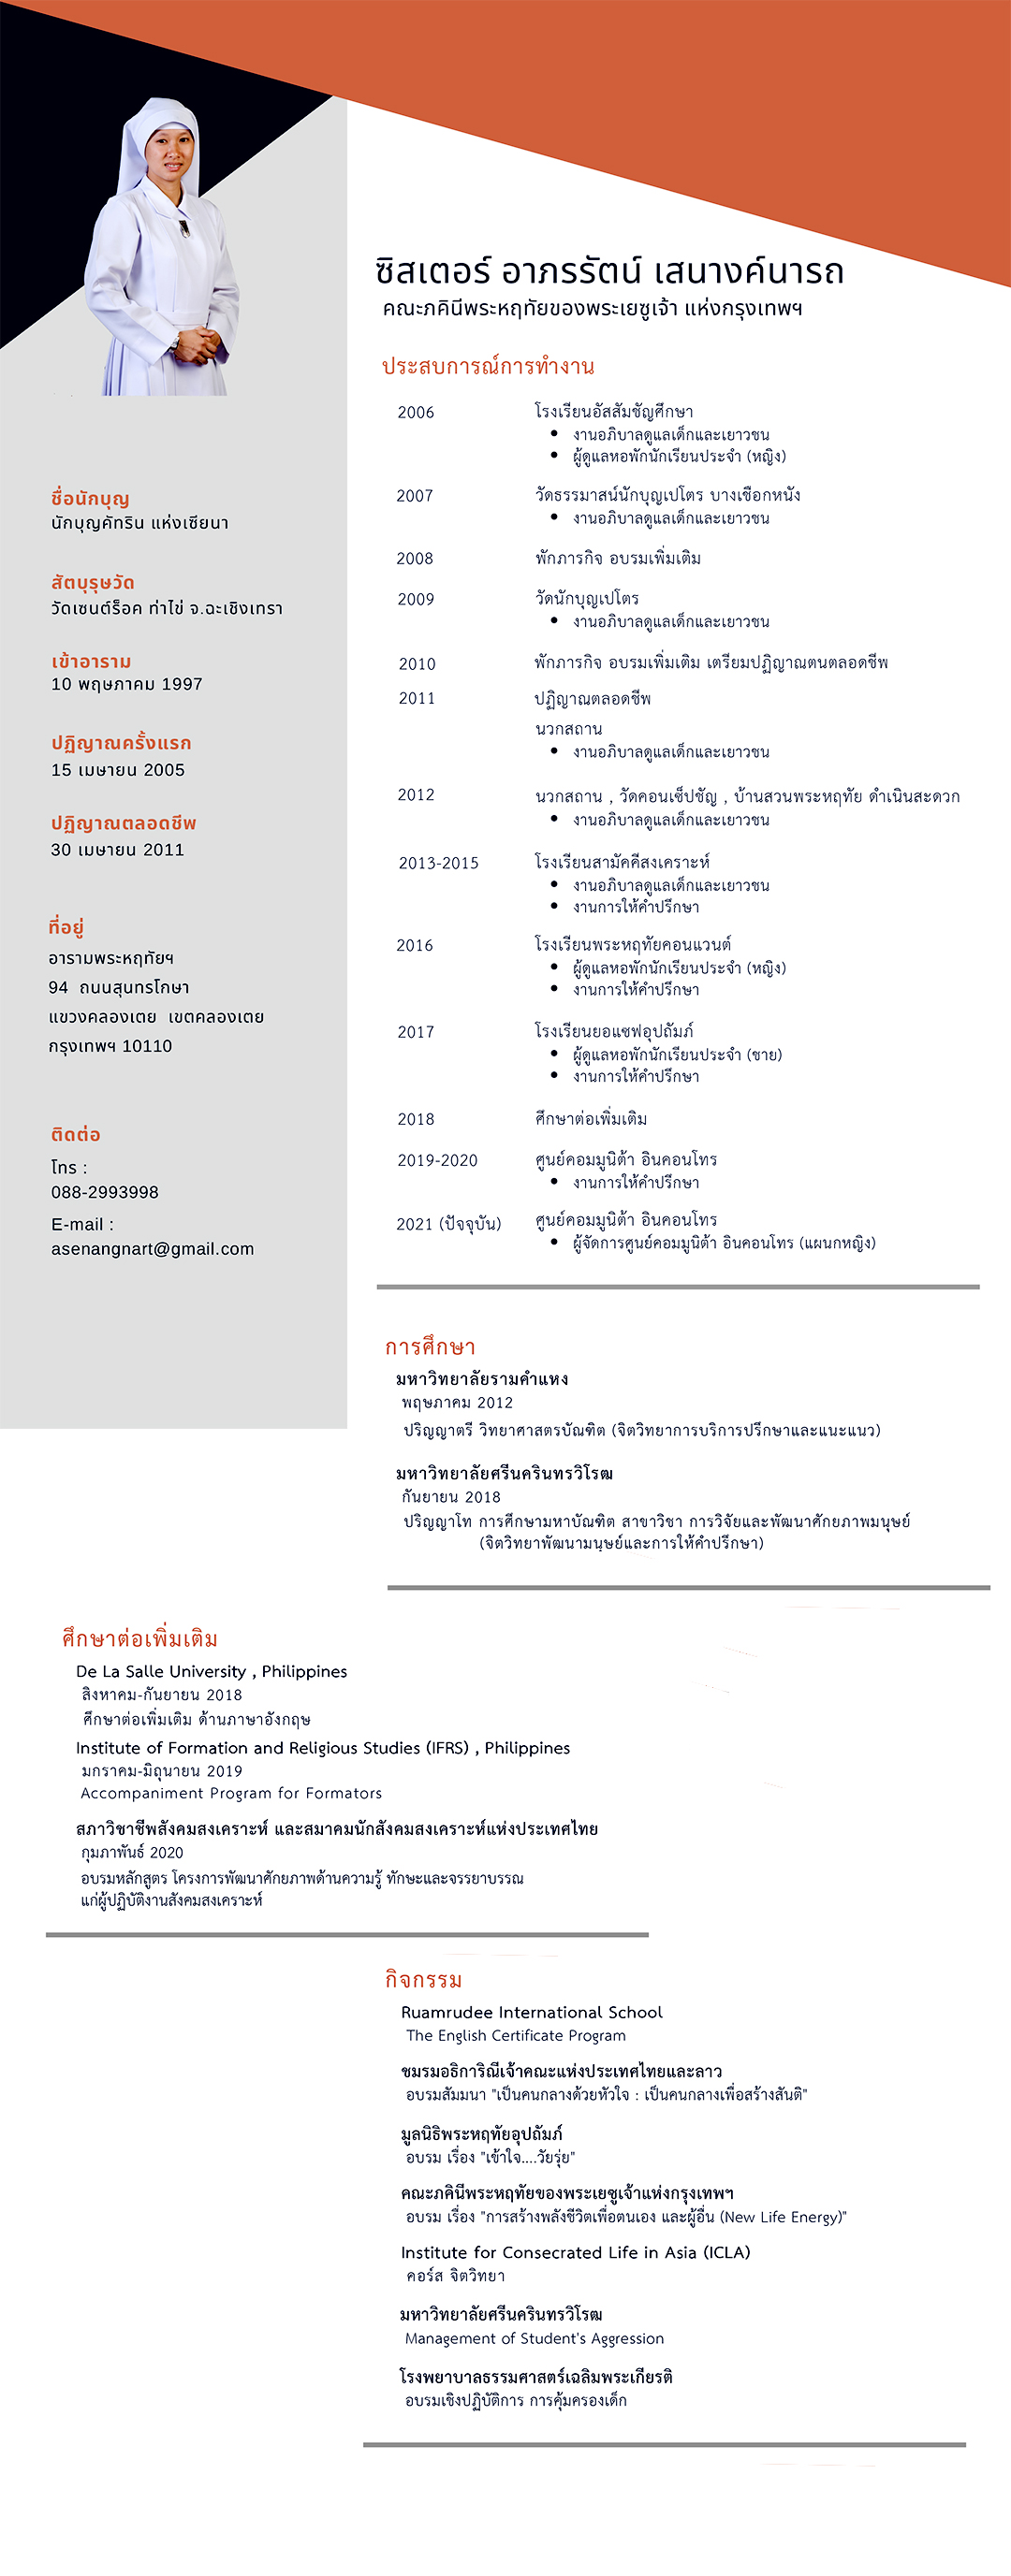 ซิสเตอร์ อาภรรัตน์ เสนางค์นารถ
คณะภคินีพระหฤทัยของพระเยซูเจ้า แห่งกรุงเทพฯ
ชื่อนักบุญ
นักบุญคัทริน แห่งเซียนา
สัตบุรุษวัด
วัดเซนต์ร็อค ท่าไข่ จ.ฉะเชิงเทรา
เข้าอาราม
10 พฤษภาคม 1997
ปฏิญาณครั้งแรก
15 เมษายน 2005
ปฏิญาณตลอดชีพ
30 เมษายน 2011
ที่อยู่
อารามพระหฤทัยฯ
94 ถนนสุนทรโกษา
แขวงคลองเตย เขตคลองเตย
กรุงเทพฯ 10110
ติดต่อ
โทร :
088-2993998
E-mail :
asenangnart@gmail.com
ประสบการณ์การทำงาน
2006 โรงเรียนอัสสัมชัญศึกษา
• งานอภิบาลดูแลเด็กและเยาวชน
• ผู้ดูแลหอพักนักเรียนประจำ (หญิง)
2007 วัดธรรมาสน์นักบุญเปโตร บางเชือกหนัง
• งานอภิบาลดูแลเด็กและเยาวชน
2008 พักภารกิจ อบรมเพิ่มเติม
2009 วัดนักบุญเปโตร
• งานอภิบาลดูแลเด็กและเยาวชน
2010 พักภารกิจ อบรมเพิ่มเติม เตรียมปฏิญาณตนตลอดชีพ
2011 ปฏิญาณตลอดชีพ
นวกสถาน
• งานอภิบาลดูแลเด็กและเยาวชน
2012 นวกสถาน , วัดคอนเซ็ปชัญ , บ้านสวนพระหฤทัย ดำเนินสะดวก
• งานอภิบาลดูแลเด็กและเยาวชน
2013-2015 โรงเรียนสามัคคีสงเคราะห์
• งานอภิบาลดูแลเด็กและเยาวชน
• งานการให้คำปรึกษา
2016 โรงเรียนพระหฤทัยคอนแวนต์
• ผู้ดูแลหอพักนักเรียนประจำ (หญิง)
• งานการให้คำปรึกษา
2017 โรงเรียนยอแซฟอุปถัมภ์
• ผู้ดูแลหอพักนักเรียนประจำ (ชาย)
• งานการให้คำปรึกษา
2018 ศึกษาต่อเพิ่มเติม
2019-2020 ศูนย์คอมมูนิต้า อินคอนโทร
• งานการให้คำปรึกษา
2021 (ปัจจุบัน) ศูนย์คอมมูนิต้า อินคอนโทร
• ผู้จัดการศูนย์คอมมูนิต้า อินคอนโทร (แผนกหญิง)
การศึกษา
มหาวิทยาลัยรามคำแหง
พฤษภาคม 2012
ปริญญาตรี วิทยาศาสตรบัณฑิต (จิตวิทยาการบริการปรึกษาและแนะแนว)
มหาวิทยาลัยศรีนครินทรวิโรฒ
กันยายน 2018
ปริญญาโท การศึกษามหาบัณฑิต สาขาวิชา การวิจัยและพัฒนาศักยภาพมนุษย์
(จิตวิทยาพัฒนามนุษย์และการให้คำปรึกษา)
ศึกษาต่อเพิ่มเติม
De La Salle University , Philippines
สิงหาคม-กันยายน 2018
ศึกษาต่อเพิ่มเติม ด้านภาษาอังกฤษ
Institute of Formation and Religious Studies (IFRS) , Philippines
มกราคม-มิถุนายน 2019
Accompaniment Program for Formators
สภาวิชาชีพสังคมสงเคราะห์ และสมาคมนักสังคมสงเคราะห์แห่งประเทศไทย
กุมภาพันธ์ 2020
อบรมหลักสูตร โครงการพัฒนาศักยภาพด้านความรู้ ทักษะและจรรยาบรรณ
แก่ผู้ปฏิบัติงานสังคมสงเคราะห์
กิจกรรม
Ruamrudee International School
The English Certificate Program
ชมรมอธิการิณีเจ้าคณะแห่งประเทศไทยและลาว
อบรมสัมมนา "เป็นคนกลางด้วยหัวใจ : เป็นคนกลางเพื่อสร้างสันติ"
มูลนิธิพระหฤทัยอุปถัมภ์
อบรม เรื่อง "เข้าใจ....วัยรุ่ย"
คณะภคินีพระหฤทัยของพระเยซูเจ้าแห่งกรุงเทพฯ
อบรม เรื่อง "การสร้างพลังชีวิตเพื่อตนเอง และผู้อื่น (New Life Energy)"
Institute for Consecrated Life in Asia (ICLA)
คอร์ส จิตวิทยา
มหาวิทยาลัยศรีนครินทรวิโรฒ
Management of Student's Aggression
โรงพยาบาลธรรมศาสตร์เฉลิมพระเกียรติ
อบรมเชิงปฏิบัติการ การคุ้มครองเด็ก